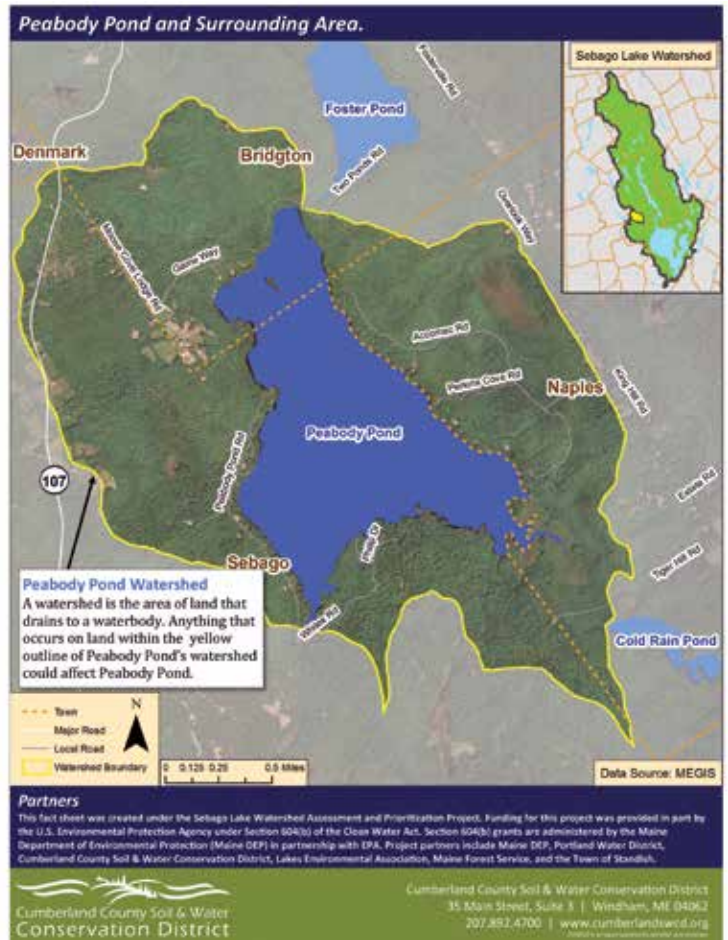 Peabody Pond and Surrounding Area.
Sebago Lake Watershed
Fosterville Rd
Foster Pond
Denmark
Bridgton
Two Ponds Rd
Overlook Way
Moose Cove Lodge Rd
Game Way
Accomac Rd
Perkins Cove Rd
Naples
King Hill Rd
Peabody Pond
Peabody Pond Rd
107
Estate Rd
Tiger Hill Rd
Sebago
White Rd
Cold Rain Pond
Peabody Pond Watershed
A watershed is the area of land that
drains to a waterbody. Anything that
occurs on land within the yellow
outline of Peabody Pond's watershed
could affect Peabody Pond.
Town
Major Road
Local Road
Watershed Boundary
N
0 0.125 0.25 0.5 Miles
Data Source: MEGIS
Partners
This fact sheet was created under the Sebago Lake Watershed Assessment and Prioritization Project. Funding for this project was provided in part by
the U.S. Environmental Protection Agency under Section 604(b) of the Clean Water Act. Section 604(b) grants are administered by the Maine
Department of Environmental Protection (Maine DEP) in partnership with EPA. Project partners include Maine DEP, Portland Water District,
Cumberland County Soil & Water Conservation District, Lakes Environmental Association, Maine Forest Service, and the Town of Standish.
Cumberland County Soil & Water
Conservation District
Cumberland County Soil & Water Conservation District
35 Main Street, Suite 3 | Windham, ME 04062
207.892.4700 | www.cumberlandswcd.org